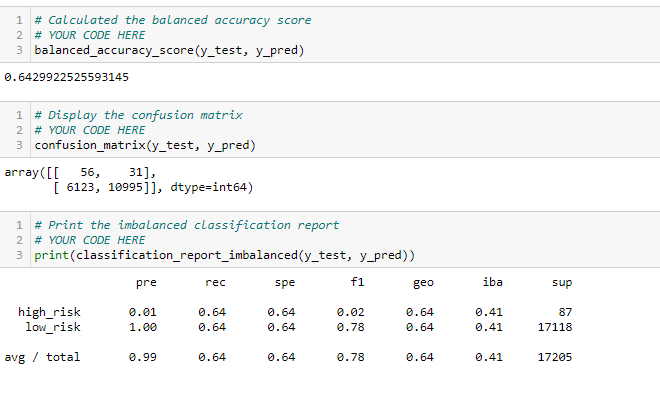 1 # Calculated the balanced accuracy score
2 # YOUR CODE HERE
3 balanced_accuracy_score(y_test, y_pred)
0.6429922525593145
1 # Display the confusion matrix
2 # YOUR CODE HERE
3 confusion_matrix(y_test, y_pred)
array([[   56,    31],
       [ 6123, 10995]], dtype=int64)
1 # Print the imbalanced classification report
2 # YOUR CODE HERE
3 print(classification_report_imbalanced(y_test, y_pred))
pre rec spe f1 geo iba sup
high_risk 0.01 0.64 0.64 0.02 0.64 0.41 87
low_risk 1.00 0.64 0.64 0.78 0.64 0.41 17118
avg / total 0.99 0.64 0.64 0.78 0.64 0.41 17205